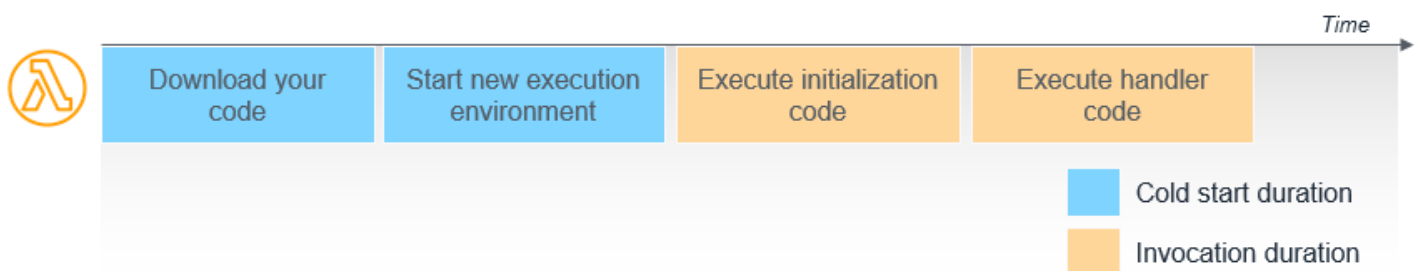 Time
Download your
code
Start new execution
environment
Execute initialization
code
Execute handler
code
Cold start duration
Invocation duration